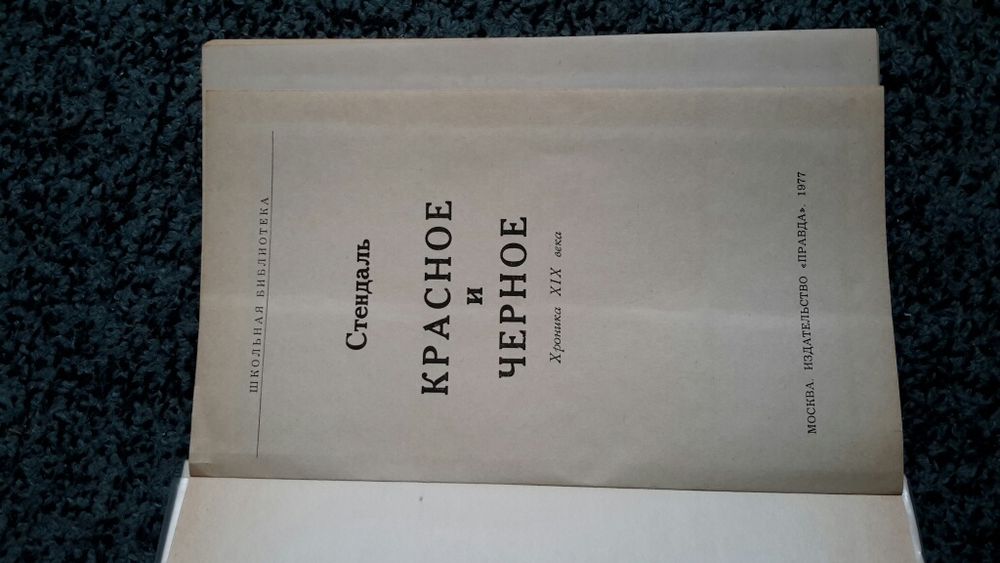 ШКОЛЬНАЯ БИБЛИОТЕКА
Стендаль
КРАСНОЕ
и
ЧЕРНОЕ
Хроника XIX века
МОСКВА. ИЗДАТЕЛЬСТВО «ПРАВДА». 1977